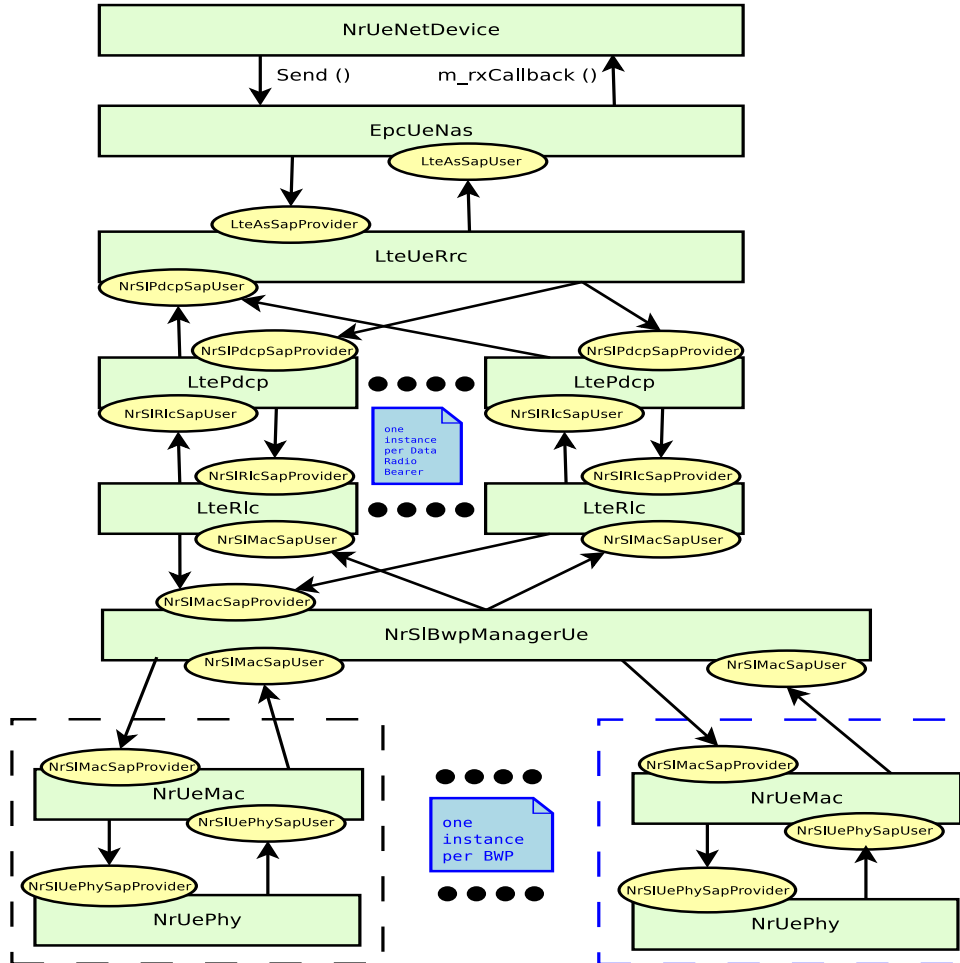 NrUeNetDevice
Send ()
m_rxCallback ()
EpcUeNas
LteAsSapUser
LteAsSapProvider
LteUeRrc
NrSlPdcpSapUser
NrSlPdcpSapProvider
NrSlPdcpSapProvider
LtePdcp
LtePdcp
NrSlRlcSapUser
NrSlRlcSapUser
one
instance
per Data
Radio
Bearer
NrSlRlcSapProvider
NrSlRlcSapProvider
LteRlc
LteRlc
NrSlMacSapUser
NrSlMacSapUser
NrSlMacSapProvider
NrSlBwpManagerUe
NrSlMacSapUser
NrSlMacSapUser
NrSlMacSapProvider
NrSlMacSapProvider
NrUeMac
NrUeMac
NrSlUePhySapUser
NrSlUePhySapUser
one
instance
per BWP
NrSlUePhySapProvider
NrSlUePhySapProvider
NrUePhy
NrUePhy